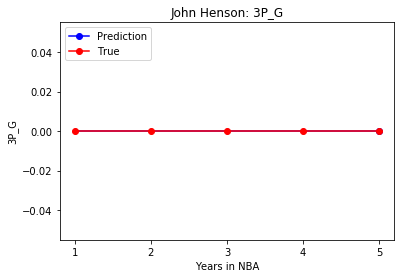 John Henson: 3P_G
Prediction
True
0.04
0.02
0.00
−0.02
−0.04
3P_G
1 2 3 4 5
Years in NBA